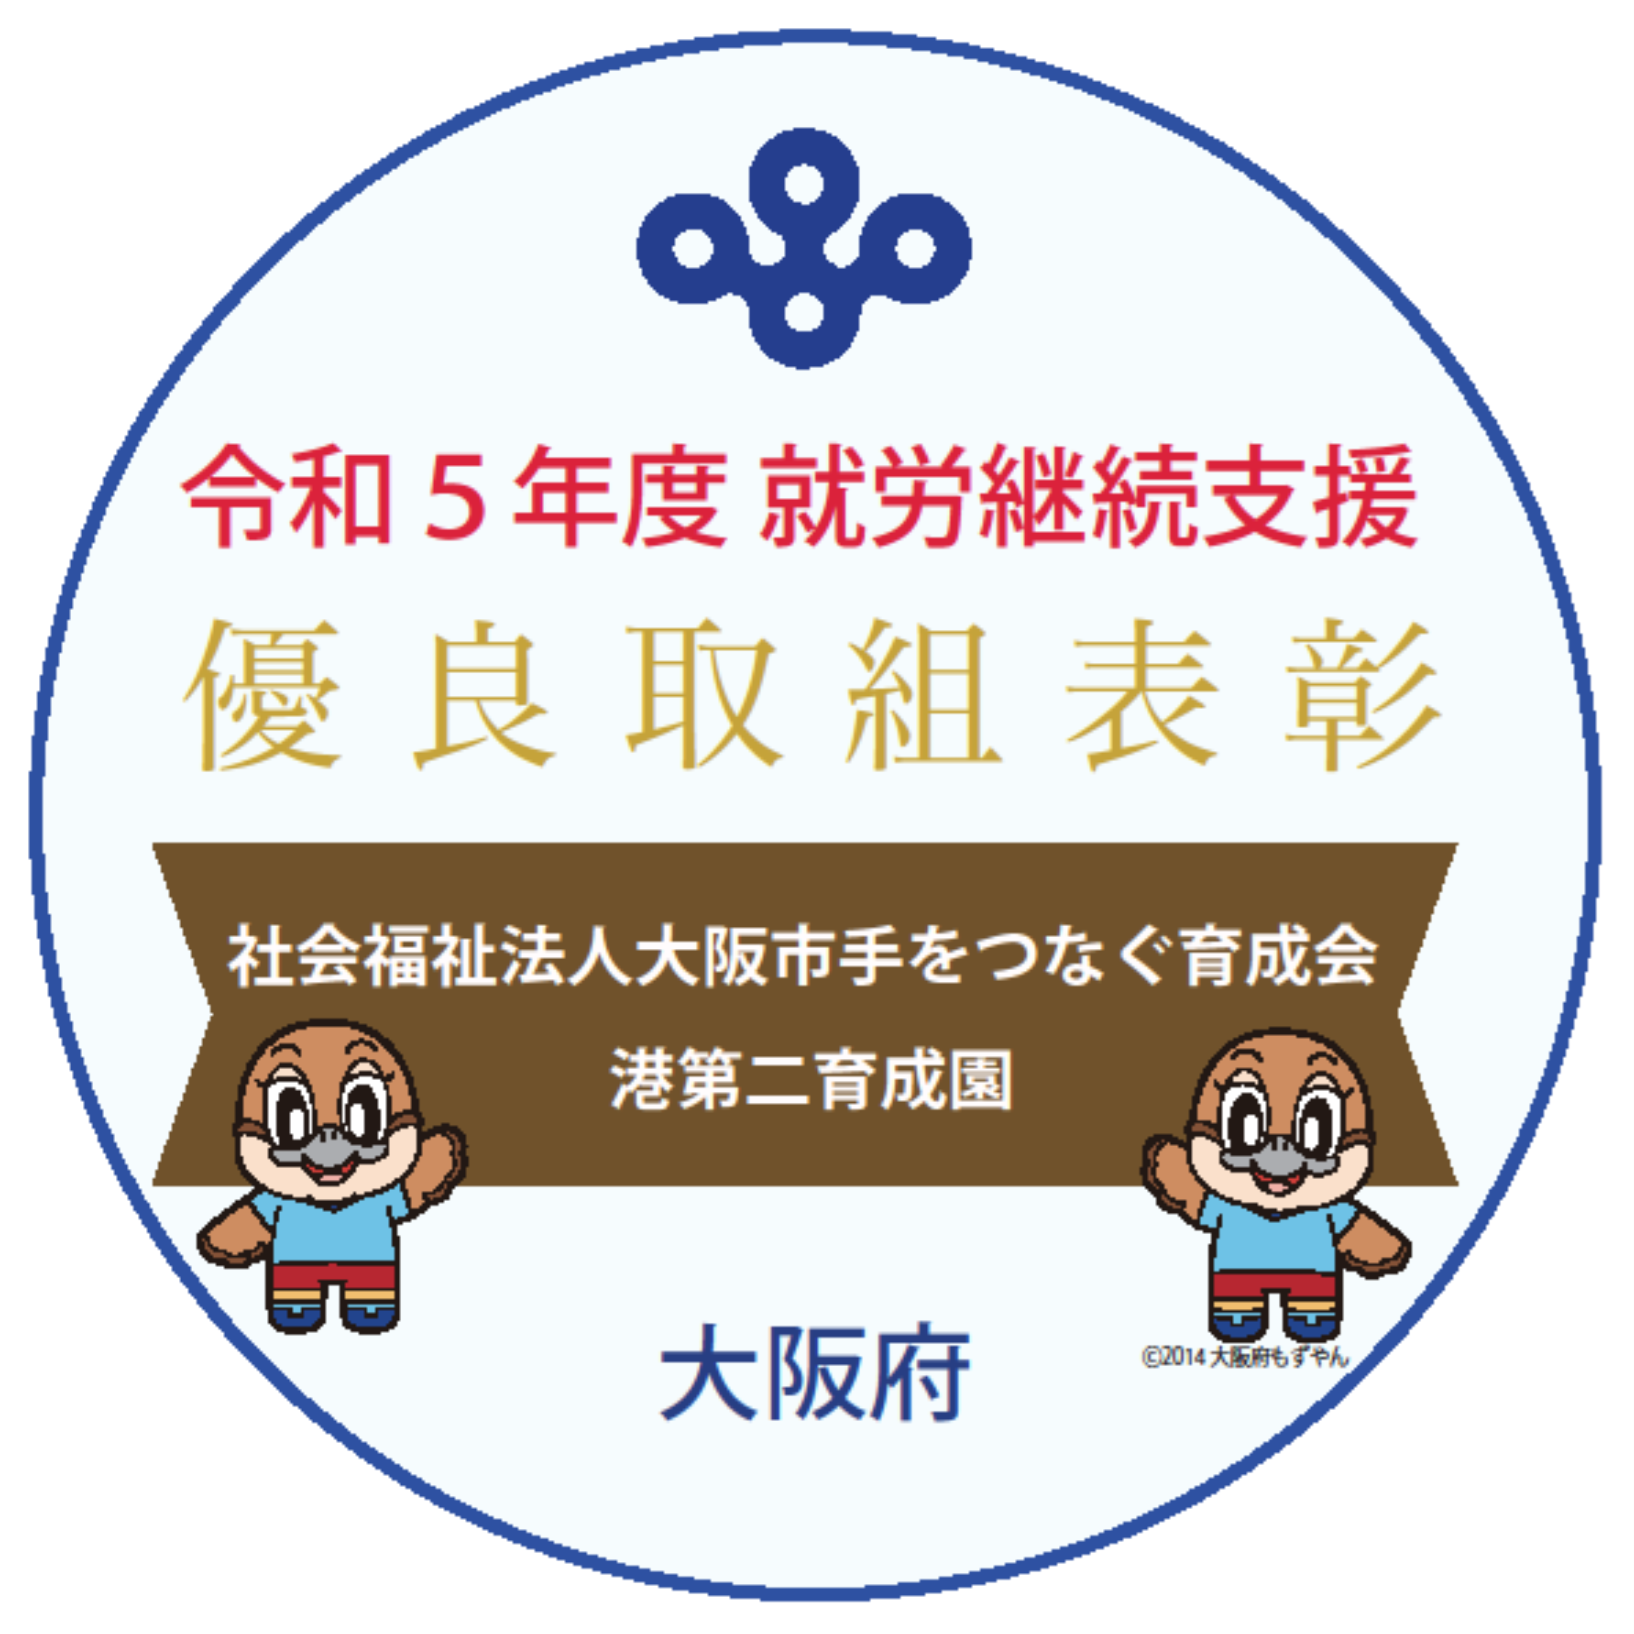 令和５年度 就労継続支援
優良取組表彰
社会福祉法人大阪市手をつなぐ育成会
港第二育成園
大阪府
©2014 大阪府もずやん